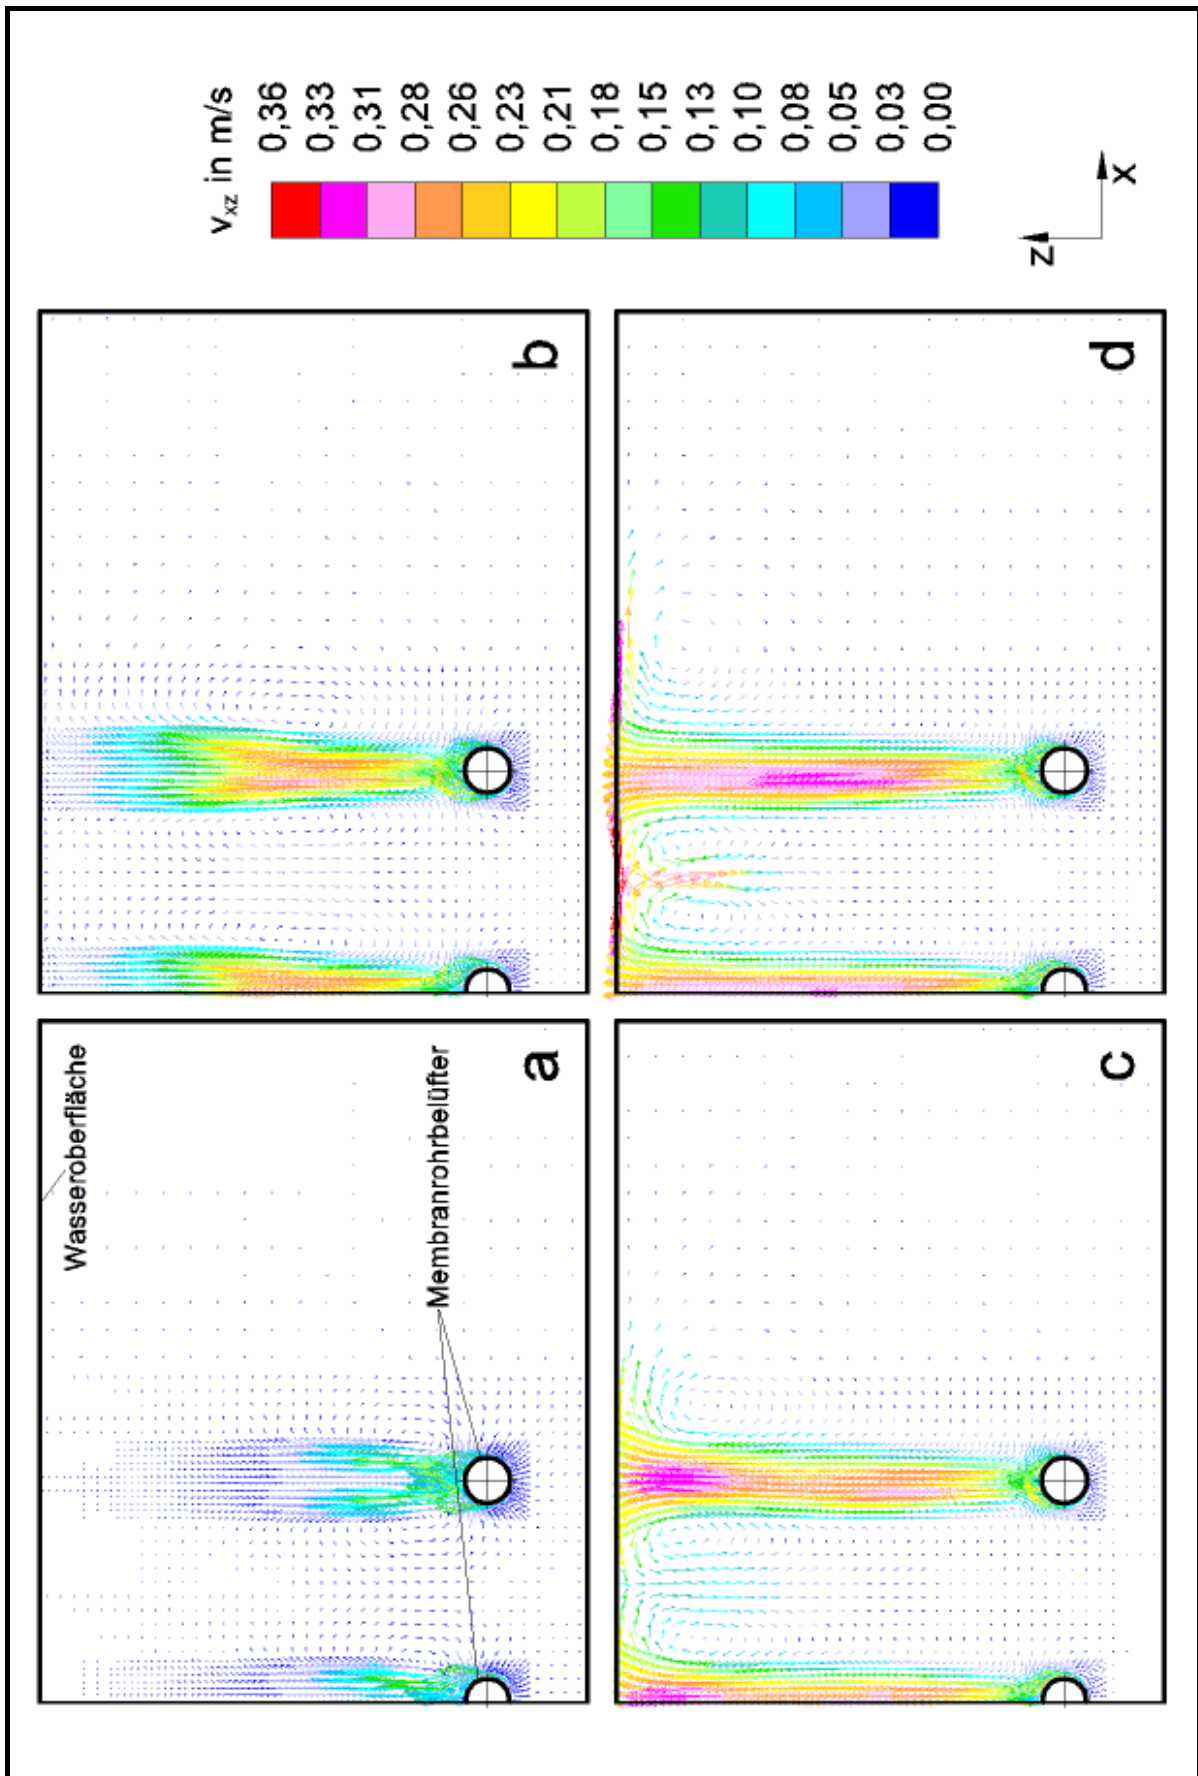 Wasseroberfläche
Membranrohrbelüfter
a
b
c
d
v_xz in m/s
0,36
0,33
0,31
0,28
0,26
0,23
0,21
0,18
0,15
0,13
0,10
0,08
0,05
0,03
0,00
z
x